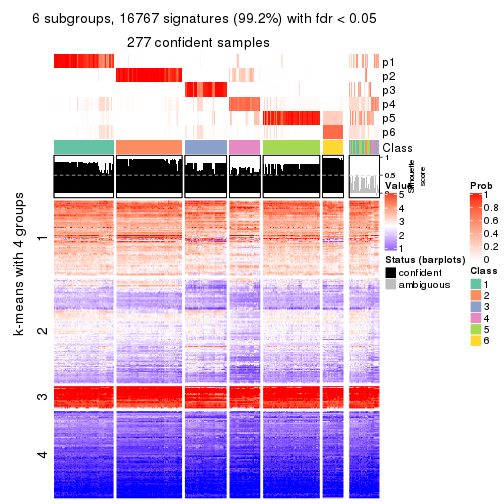 6 subgroups, 16767 signatures (99.2%) with fdr < 0.05
277 confident samples
p1
p2
p3
p4
p5
p6
Class
1
0.5
0
Silhouette
score
k-means with 4 groups
1
2
3
4
Value
5
4
3
2
1
Status (barplots)
confident
ambiguous
Prob
1
0.8
0.6
0.4
0.2
0
Class
1
2
3
4
5
6